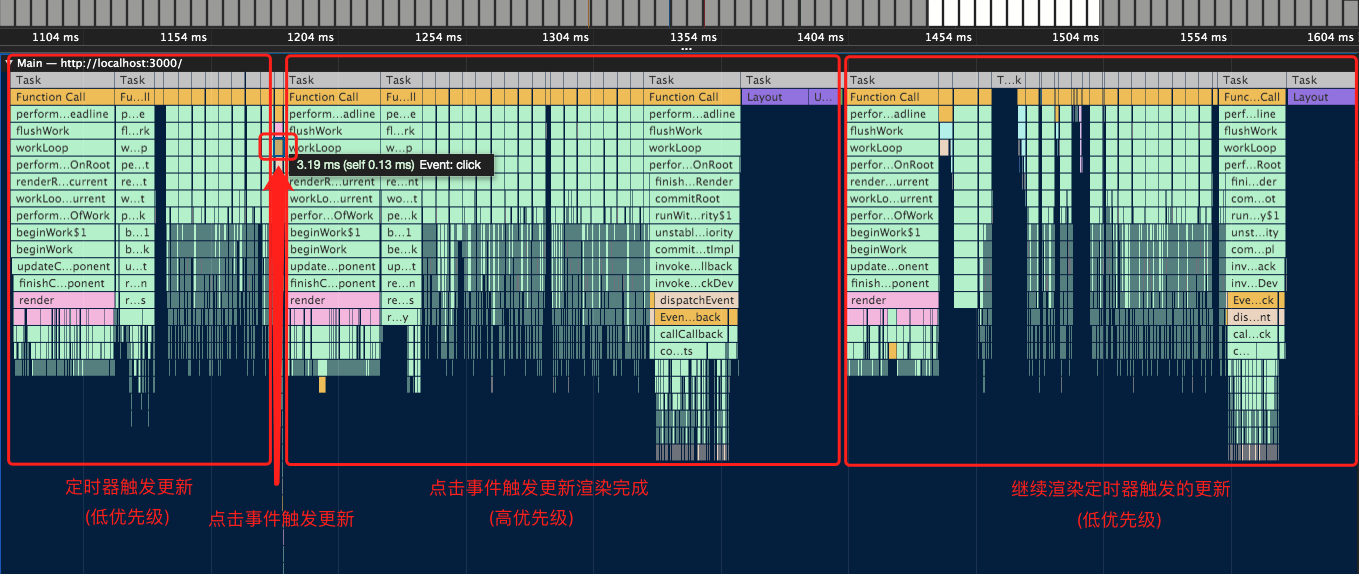 1104 ms 1154 ms 1204 ms 1254 ms 1304 ms 1354 ms 1404 ms 1454 ms 1504 ms 1554 ms 1604 ms
...
▼ Main — http://localhost:3000/
Task Task Task Task Task Task Task T...k Task Task
Function Call Fu...ll Function Call Fu...ll Function Call Layout U... Function Call Func...Call Layout
perform...eadline p...e perform...adline pe...e perform...adline perfor...adline perf...line
flushWork fl...rk flushWork fl...rk flushWork flushWork flushWork
workLoop w...p workLoop w...p workLoop workLoop workLoop
3.19 ms (self 0.13 ms) Event: click
perform...OnRoot pe...t perfor...OnRoot perfor...OnRoot perf...Root
renderR...current re...t renderR...urrent re...nt finish...Render renderR...urrent fini...der
workLoo...urrent w...t workLo...urrent wo...t commitRoot workLo...urrent com...ot
perform...OfWork p...k perfor...OfWork pe...k runWit...rity$1 perfor...OfWork run...y$1
beginWork$1 b...1 beginWork$1 b...1 unstabl...iority beginWork$1 unst...ity
beginWork b...k beginWork be...k commit...tImpl beginWork com...pl
updateC...ponent u...t update...ponent up...t invoke...llback update...onent inv...ack
finishC...ponent r...n finishC...ponent re...n invoke...ckDev finish...ponent inv...Dev
render r...s render re...s dispatchEvent render Eve...ck
r...y Even...back dis...nt
callCallback cal...ck
co...ts c...
定时器触发更新
(低优先级)
点击事件触发更新
点击事件触发更新渲染完成
(高优先级)
继续渲染定时器触发的更新
(低优先级)